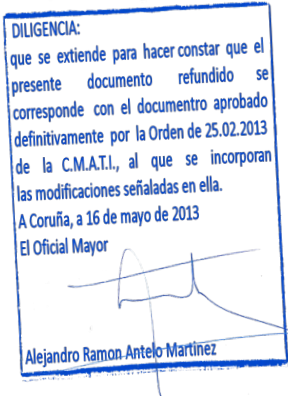 DILIGENCIA:
que se extiende para hacer constar que el
presente documento refundido se
corresponde con el documentro aprobado
definitivamente por la Orden de 25.02.2013
de la C.M.A.T.I., al que se incorporan
las modificaciones señaladas en ella.
A Coruña, a 16 de mayo de 2013
El Oficial Mayor
Alejandro Ramon Antelo Martinez